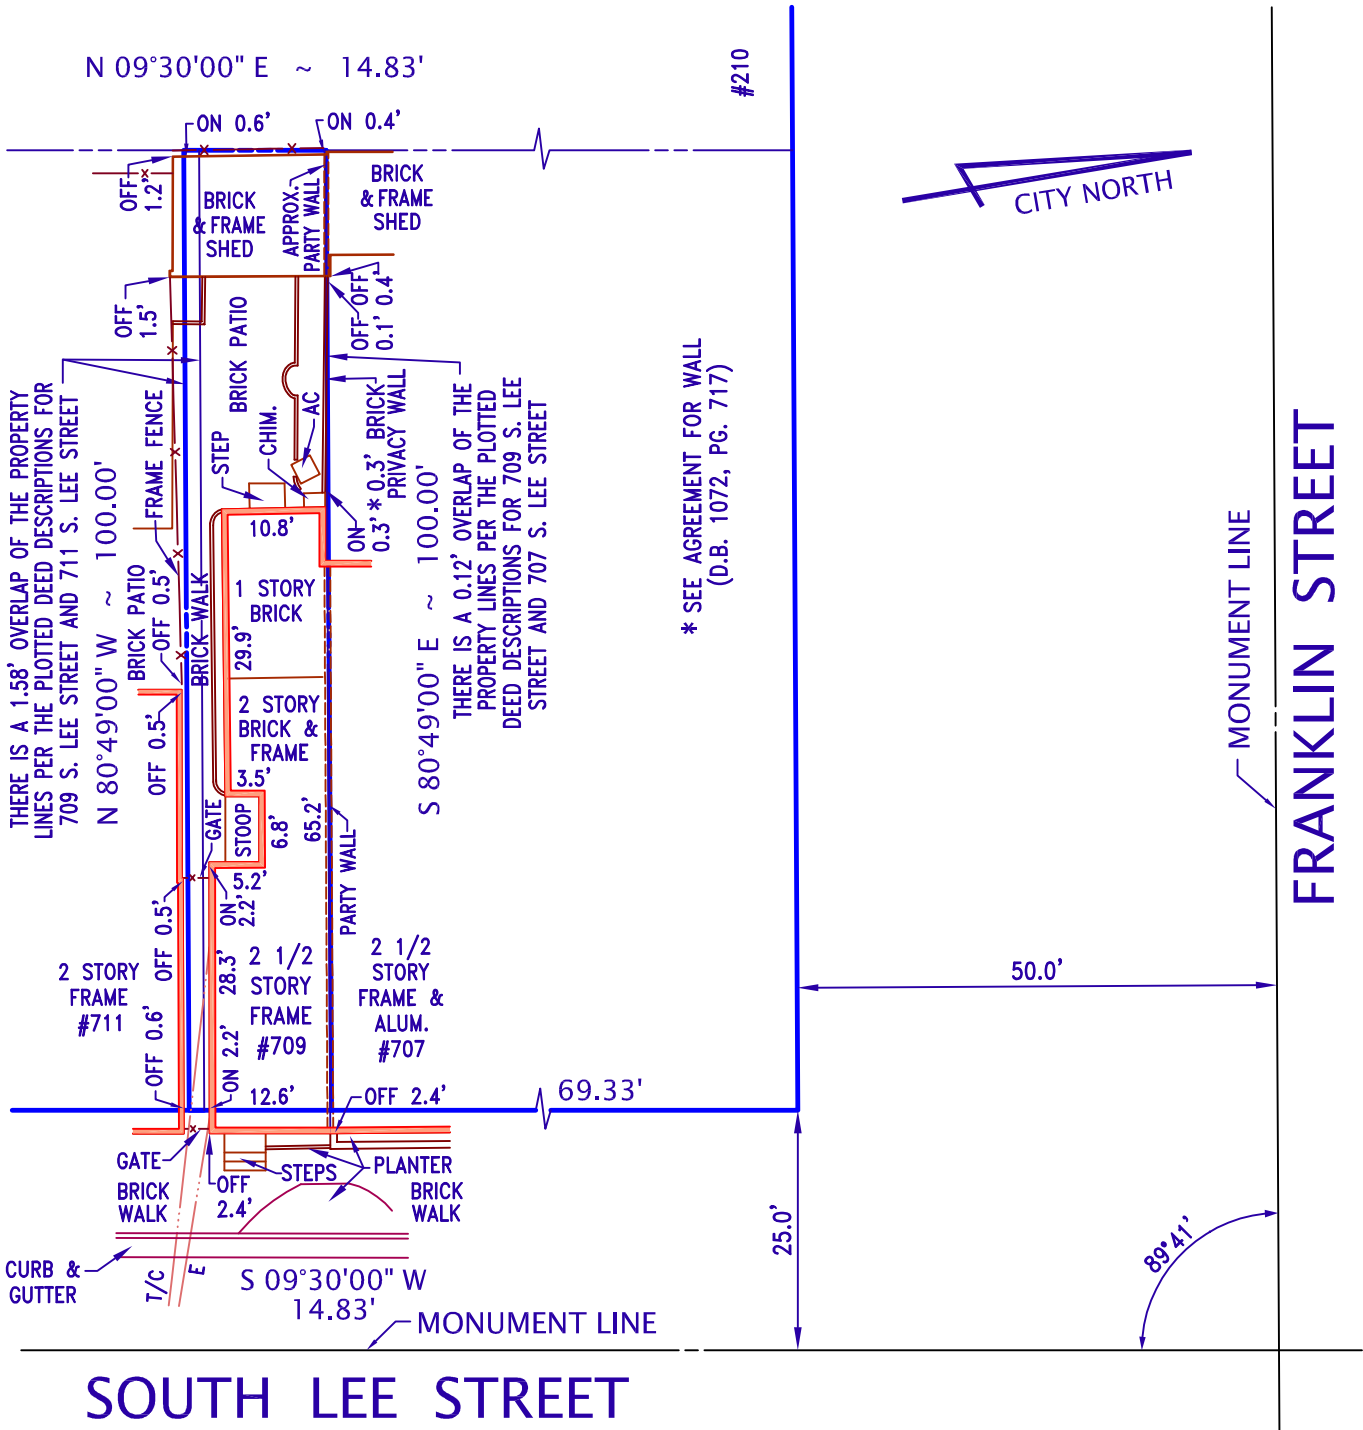 N 09°30'00" E ~ 14.83'
#210
ON 0.6'
ON 0.4'
OFF
1.2'
BRICK
& FRAME
SHED
APPROX.
PARTY WALL
BRICK
& FRAME
SHED
CITY NORTH
OFF
1.5'
BRICK PATIO
OFF
0.4'
OFF
0.1'
THERE IS A 1.58' OVERLAP OF THE PROPERTY
LINES PER THE PLOTTED DEED DESCRIPTIONS FOR
709 S. LEE STREET AND 711 S. LEE STREET
N 80°49'00" W ~ 100.00'
FRAME FENCE
STEP
CHIM.
AC
* 0.3' BRICK
PRIVACY WALL
ON
0.3'
S 80°49'00" E ~ 100.00'
THERE IS A 0.12' OVERLAP OF THE
PROPERTY LINES PER THE PLOTTED
DEED DESCRIPTIONS FOR 709 S. LEE
STREET AND 707 S. LEE STREET
* SEE AGREEMENT FOR WALL
(D.B. 1072, PG. 717)
MONUMENT LINE
FRANKLIN STREET
10.8'
BRICK PATIO
OFF 0.5'
BRICK WALK
1 STORY
BRICK
29.9'
2 STORY
BRICK &
FRAME
OFF 0.5'
3.5'
GATE
STOOP
6.8'
65.2'
PARTY WALL
5.2'
ON
2.2'
OFF 0.5'
28.3'
2 STORY
FRAME
#711
2 1/2
STORY
FRAME
#709
2 1/2
STORY
FRAME &
ALUM.
#707
50.0'
OFF 0.6'
ON 2.2'
12.6'
OFF 2.4'
69.33'
GATE
STEPS
PLANTER
BRICK
WALK
OFF
2.4'
BRICK
WALK
25.0'
89°41'
CURB &
GUTTER
T/C
E
S 09°30'00" W
14.83'
MONUMENT LINE
SOUTH LEE STREET